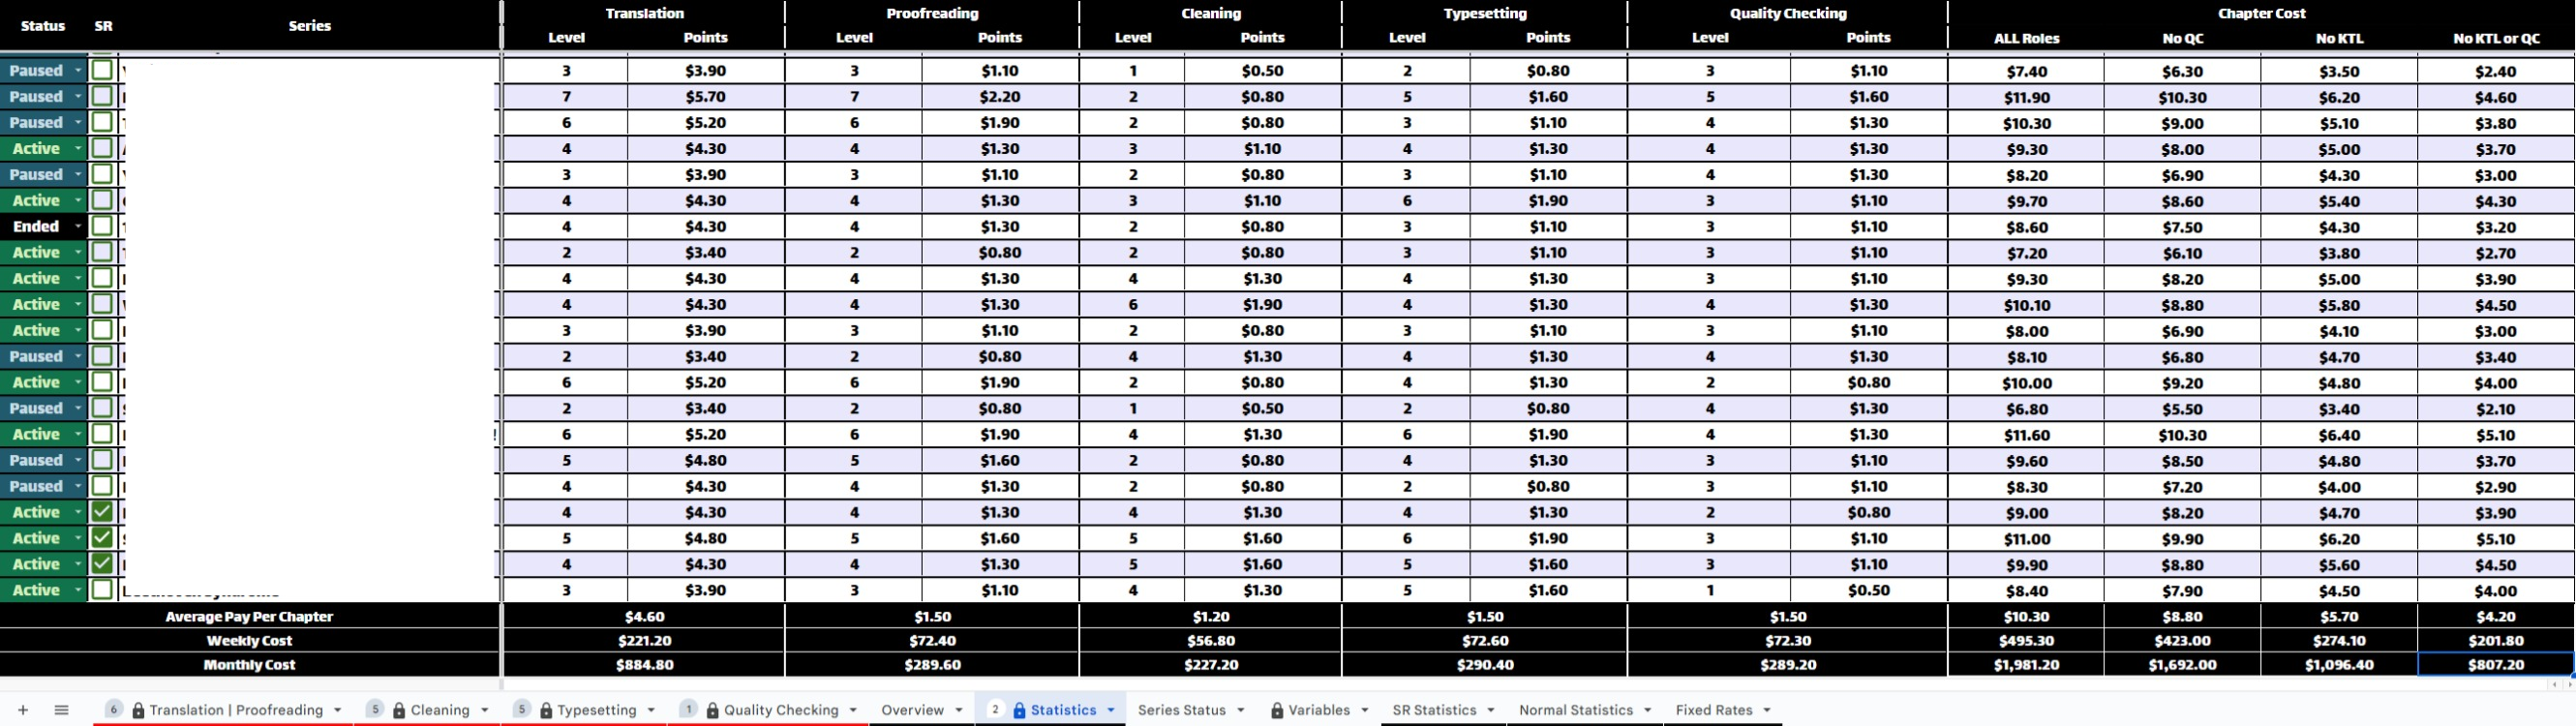 Status SR Series Translation Proofreading Cleaning Typesetting Quality Checking Chapter Cost
Level Points Level Points Level Points Level Points Level Points ALL Roles No QC No KTL No KTL or QC
Paused 3 $3.90 3 $1.10 1 $0.50 2 $0.80 3 $1.10 $7.40 $6.30 $3.50 $2.40
Paused 7 $5.70 7 $2.20 2 $0.80 5 $1.60 5 $1.60 $11.90 $10.30 $6.20 $4.60
Paused 6 $5.20 6 $1.90 2 $0.80 3 $1.10 4 $1.30 $10.30 $9.00 $5.10 $3.80
Active 4 $4.30 4 $1.30 3 $1.10 4 $1.30 4 $1.30 $9.30 $8.00 $5.00 $3.70
Paused 3 $3.90 3 $1.10 2 $0.80 3 $1.10 4 $1.30 $8.20 $6.90 $4.30 $3.00
Active 4 $4.30 4 $1.30 3 $1.10 6 $1.90 3 $1.10 $9.70 $8.60 $5.40 $4.30
Ended 4 $4.30 4 $1.30 2 $0.80 3 $1.10 3 $1.10 $8.60 $7.50 $4.30 $3.20
Active 2 $3.40 2 $0.80 2 $0.80 3 $1.10 3 $1.10 $7.20 $6.10 $3.80 $2.70
Active 4 $4.30 4 $1.30 4 $1.30 4 $1.30 3 $1.10 $9.30 $8.20 $5.00 $3.90
Active 4 $4.30 4 $1.30 6 $1.90 4 $1.30 4 $1.30 $10.10 $8.80 $5.80 $4.50
Active 3 $3.90 3 $1.10 2 $0.80 3 $1.10 3 $1.10 $8.00 $6.90 $4.10 $3.00
Paused 2 $3.40 2 $0.80 4 $1.30 4 $1.30 4 $1.30 $8.10 $6.80 $4.70 $3.40
Active 6 $5.20 6 $1.90 2 $0.80 4 $1.30 2 $0.80 $10.00 $9.20 $4.80 $4.00
Paused 2 $3.40 2 $0.80 1 $0.50 2 $0.80 4 $1.30 $6.80 $5.50 $3.40 $2.10
Active ! 6 $5.20 6 $1.90 4 $1.30 6 $1.90 4 $1.30 $11.60 $10.30 $6.40 $5.10
Paused 5 $4.80 5 $1.60 2 $0.80 4 $1.30 3 $1.10 $9.60 $8.50 $4.80 $3.70
Paused 4 $4.30 4 $1.30 2 $0.80 2 $0.80 3 $1.10 $8.30 $7.20 $4.00 $2.90
Active 4 $4.30 4 $1.30 4 $1.30 4 $1.30 2 $0.80 $9.00 $8.20 $4.70 $3.90
Active 5 $4.80 5 $1.60 5 $1.60 6 $1.90 3 $1.10 $11.00 $9.90 $6.20 $5.10
Active 4 $4.30 4 $1.30 5 $1.60 5 $1.60 3 $1.10 $9.90 $8.80 $5.60 $4.50
Active 3 $3.90 3 $1.10 4 $1.30 5 $1.60 1 $0.50 $8.40 $7.90 $4.50 $4.00
Average Pay Per Chapter $4.60 $1.50 $1.20 $1.50 $1.50 $10.30 $8.80 $5.70 $4.20
Weekly Cost $221.20 $72.40 $56.80 $72.60 $72.30 $495.30 $423.00 $274.10 $201.80
Monthly Cost $884.80 $289.60 $227.20 $290.40 $289.20 $1,981.20 $1,692.00 $1,096.40 $807.20
6 Translation | Proofreading 5 Cleaning 5 Typesetting 1 Quality Checking Overview 2 Statistics Series Status Variables SR Statistics Normal Statistics Fixed Rates